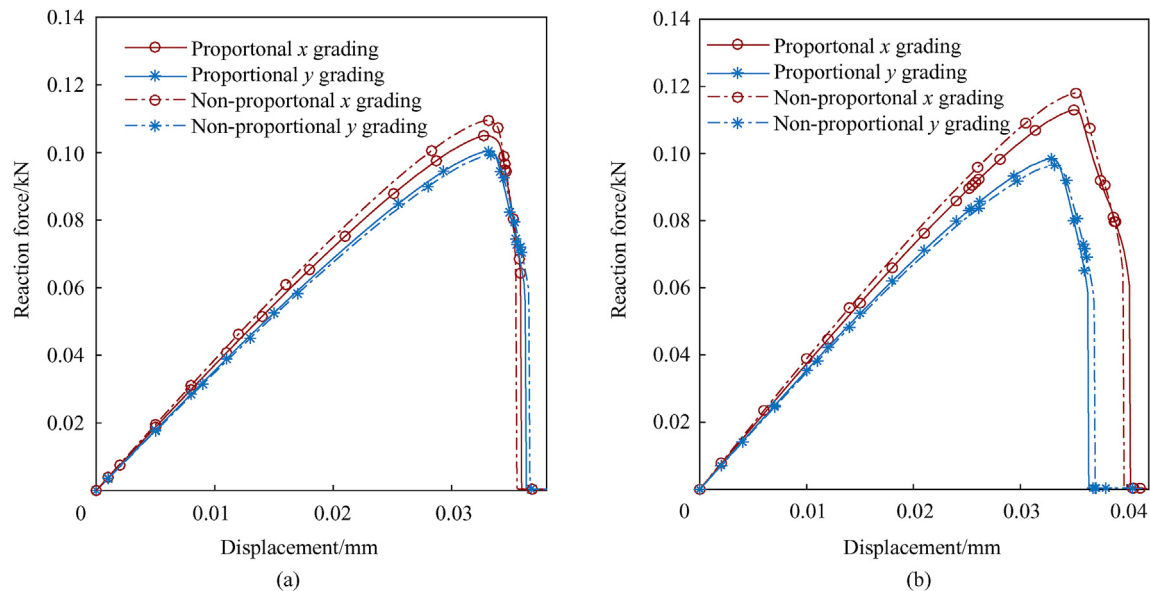 0.14
0.12
0.10
0.08
0.06
0.04
0.02
0
0.01
0.02
0.03
Reaction force/kN
Displacement/mm
Proportonal x grading
Proportional y grading
Non-proportonal x grading
Non-proportional y grading
(a)
0.14
0.12
0.10
0.08
0.06
0.04
0.02
0
0.01
0.02
0.03
0.04
Reaction force/kN
Displacement/mm
Proportonal x grading
Proportional y grading
Non-proportonal x grading
Non-proportional y grading
(b)